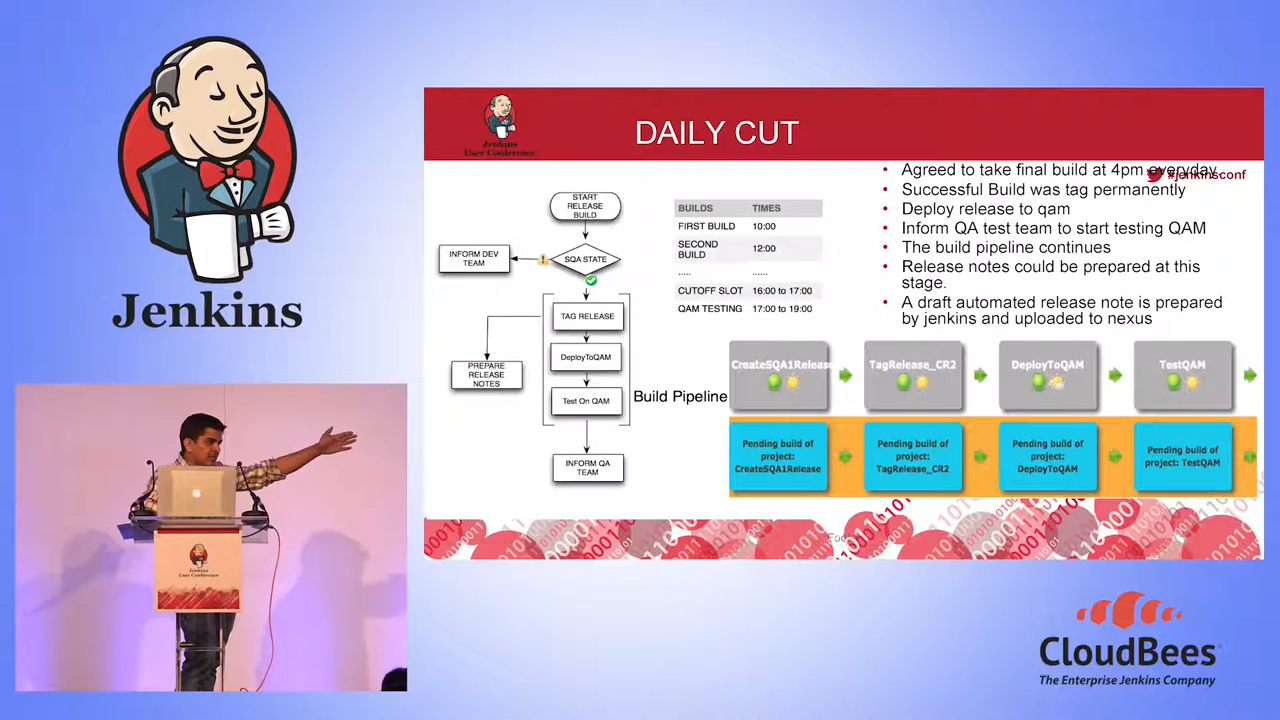 Jenkins
Jenkins
User Conference
DAILY CUT
#jenkinsconf
START
RELEASE
BUILD
INFORM DEV
TEAM
SQA STATE
TAG RELEASE
DeployToQAM
PREPARE
RELEASE
NOTES
Test On QAM
INFORM QA
TEAM
BUILDS TIMES
FIRST BUILD 10:00
SECOND
BUILD 12:00
..... ......
CUTOFF SLOT 16:00 to 17:00
QAM TESTING 17:00 to 19:00
• Agreed to take final build at 4pm everyday.
• Successful Build was tag permanently
• Deploy release to qam
• Inform QA test team to start testing QAM
• The build pipeline continues
• Release notes could be prepared at this
stage.
• A draft automated release note is prepared
by jenkins and uploaded to nexus
Build Pipeline
CreateSQA1Release
TagRelease_CR2
DeployToQAM
TestQAM
Pending build of
project:
CreateSQA1Release
Pending build of
project:
TagRelease_CR2
Pending build of
project:
DeployToQAM
Pending build of
project: TestQAM
Jenkins
User Conference
CloudBees
The Enterprise Jenkins Company